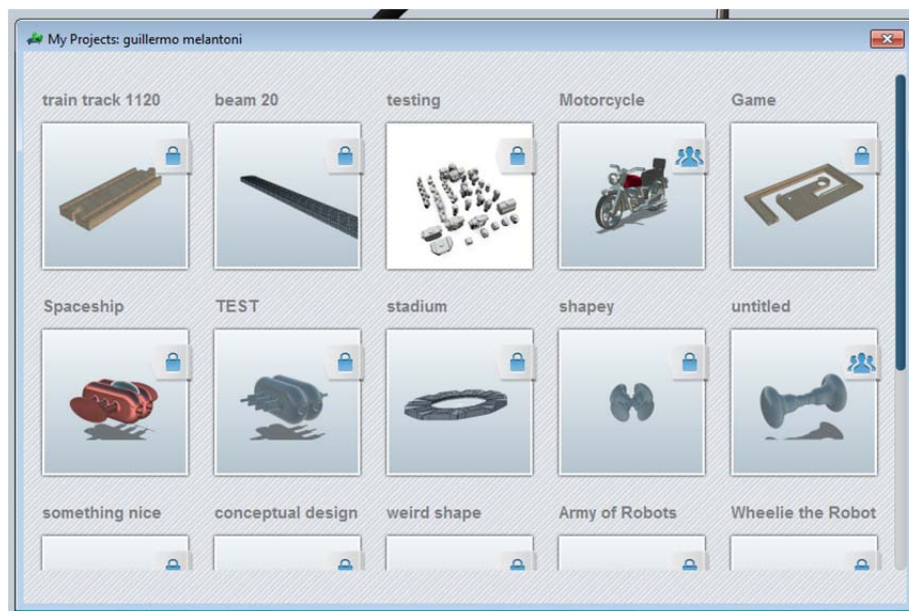 My Projects: guillermo melantoni
train track 1120 beam 20 testing Motorcycle Game
Spaceship TEST stadium shapey untitled
something nice conceptual design weird shape Army of Robots Wheelie the Robot